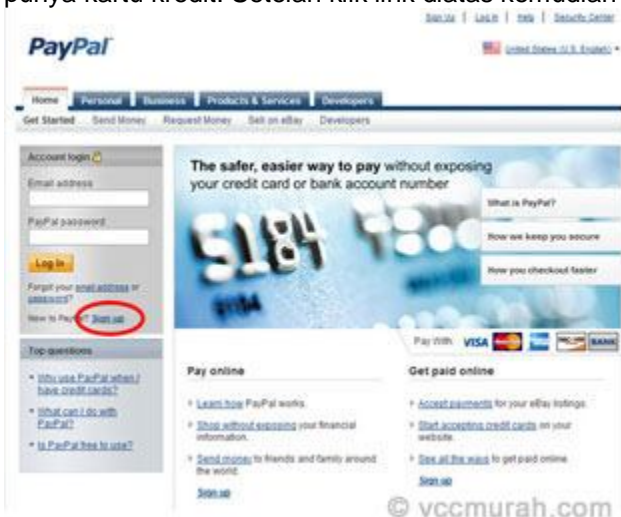 punya kartu kredit. Setelah klik link diatas kemudian
Sign Up | Log In | Help | Security Center
PayPal
United States (U.S. English)
Home Personal Business Products & Services Developers
Get Started Send Money Request Money Sell on eBay Developers
Account login
Email address
PayPal password
Log In
Forgot your email address or
password?
New to PayPal? Sign up
Top questions
Why use PayPal when I
have credit cards?
What can I do with
PayPal?
Is PayPal free to use?
The safer, easier way to pay without exposing
your credit card or bank account number
5184
5184
What is PayPal?
How we keep you secure
How you checkout faster
Pay With VISA BANK
Pay online
Learn how PayPal works.
Shop without exposing your financial
information.
Send money to friends and family around
the world.
Sign up
Get paid online
Accept payments for your eBay listings.
Start accepting credit cards on your
website.
See all the ways to get paid online.
Sign up
© vccmurah.com